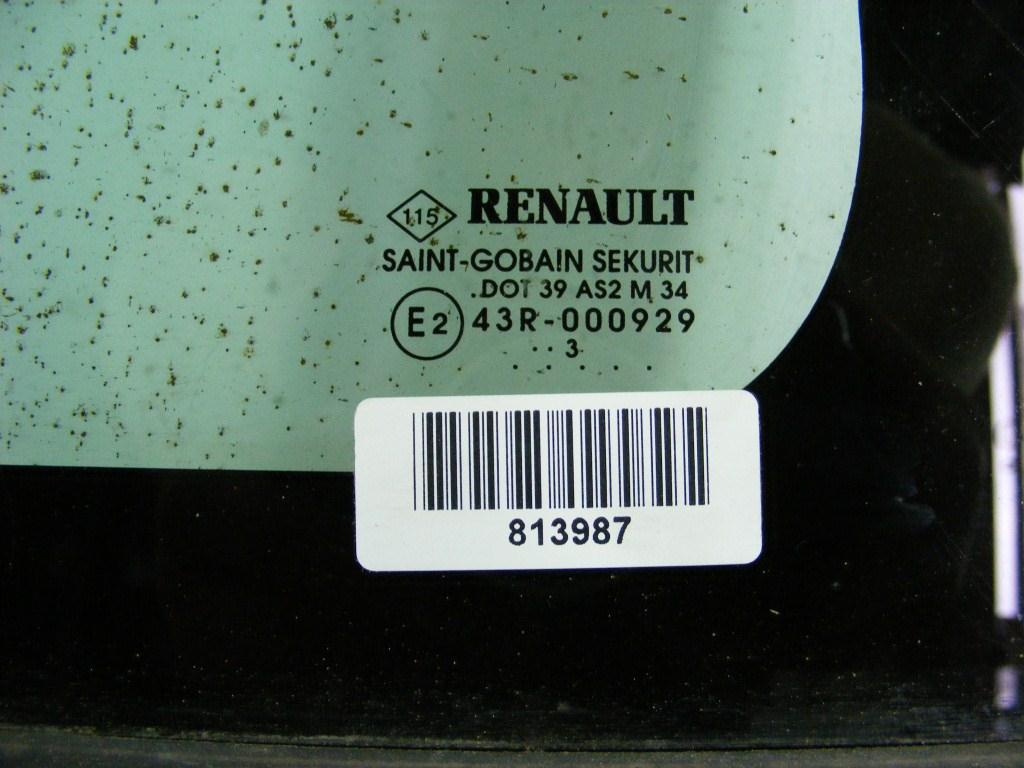 115 RENAULT
SAINT-GOBAIN SEKURIT
.DOT 39 AS2 M 34
E2 43R-000929
.. 3
. . . . .
813987